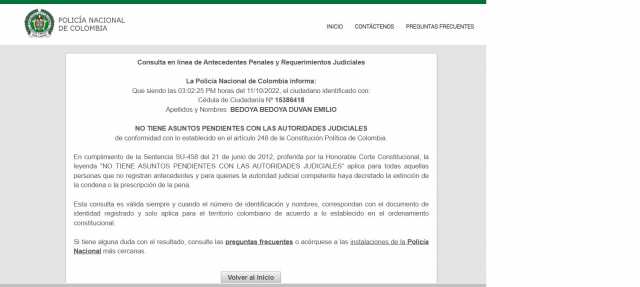 POLICÍA NACIONAL
DE COLOMBIA
INICIO CONTÁCTENOS PREGUNTAS FRECUENTES
Consulta en línea de Antecedentes Penales y Requerimientos Judiciales
La Policía Nacional de Colombia informa:
Que siendo las 03:02:25 PM horas del 11/10/2022, el ciudadano identificado con:
Cédula de Ciudadanía Nº 15386418
Apellidos y Nombres: BEDOYA BEDOYA DUVAN EMILIO
NO TIENE ASUNTOS PENDIENTES CON LAS AUTORIDADES JUDICIALES
de conformidad con lo establecido en el artículo 248 de la Constitución Política de Colombia.
En cumplimiento de la Sentencia SU-458 del 21 de junio de 2012, proferida por la Honorable Corte Constitucional, la
leyenda "NO TIENE ASUNTOS PENDIENTES CON LAS AUTORIDADES JUDICIALES" aplica para todas aquellas
personas que no registran antecedentes y para quienes la autoridad judicial competente haya decretado la extinción de
la condena o la prescripción de la pena.
Esta consulta es válida siempre y cuando el número de identificación y nombres, correspondan con el documento de
identidad registrado y solo aplica para el territorio colombiano de acuerdo a lo establecido en el ordenamiento
constitucional.
Si tiene alguna duda con el resultado, consulte las preguntas frecuentes o acérquese a las instalaciones de la Policía
Nacional más cercanas.
Volver al Inicio